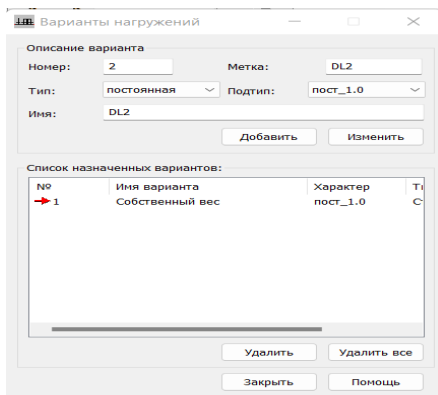 Варианты нагружений
Описание варианта
Номер: 2 Метка: DL2
Тип: постоянная Подтип: пост_1.0
Имя: DL2
Добавить Изменить
Список назначенных вариантов:
№ Имя варианта Характер
1 Собственный вес пост_1.0
Удалить Удалить все
Закрыть Помощь